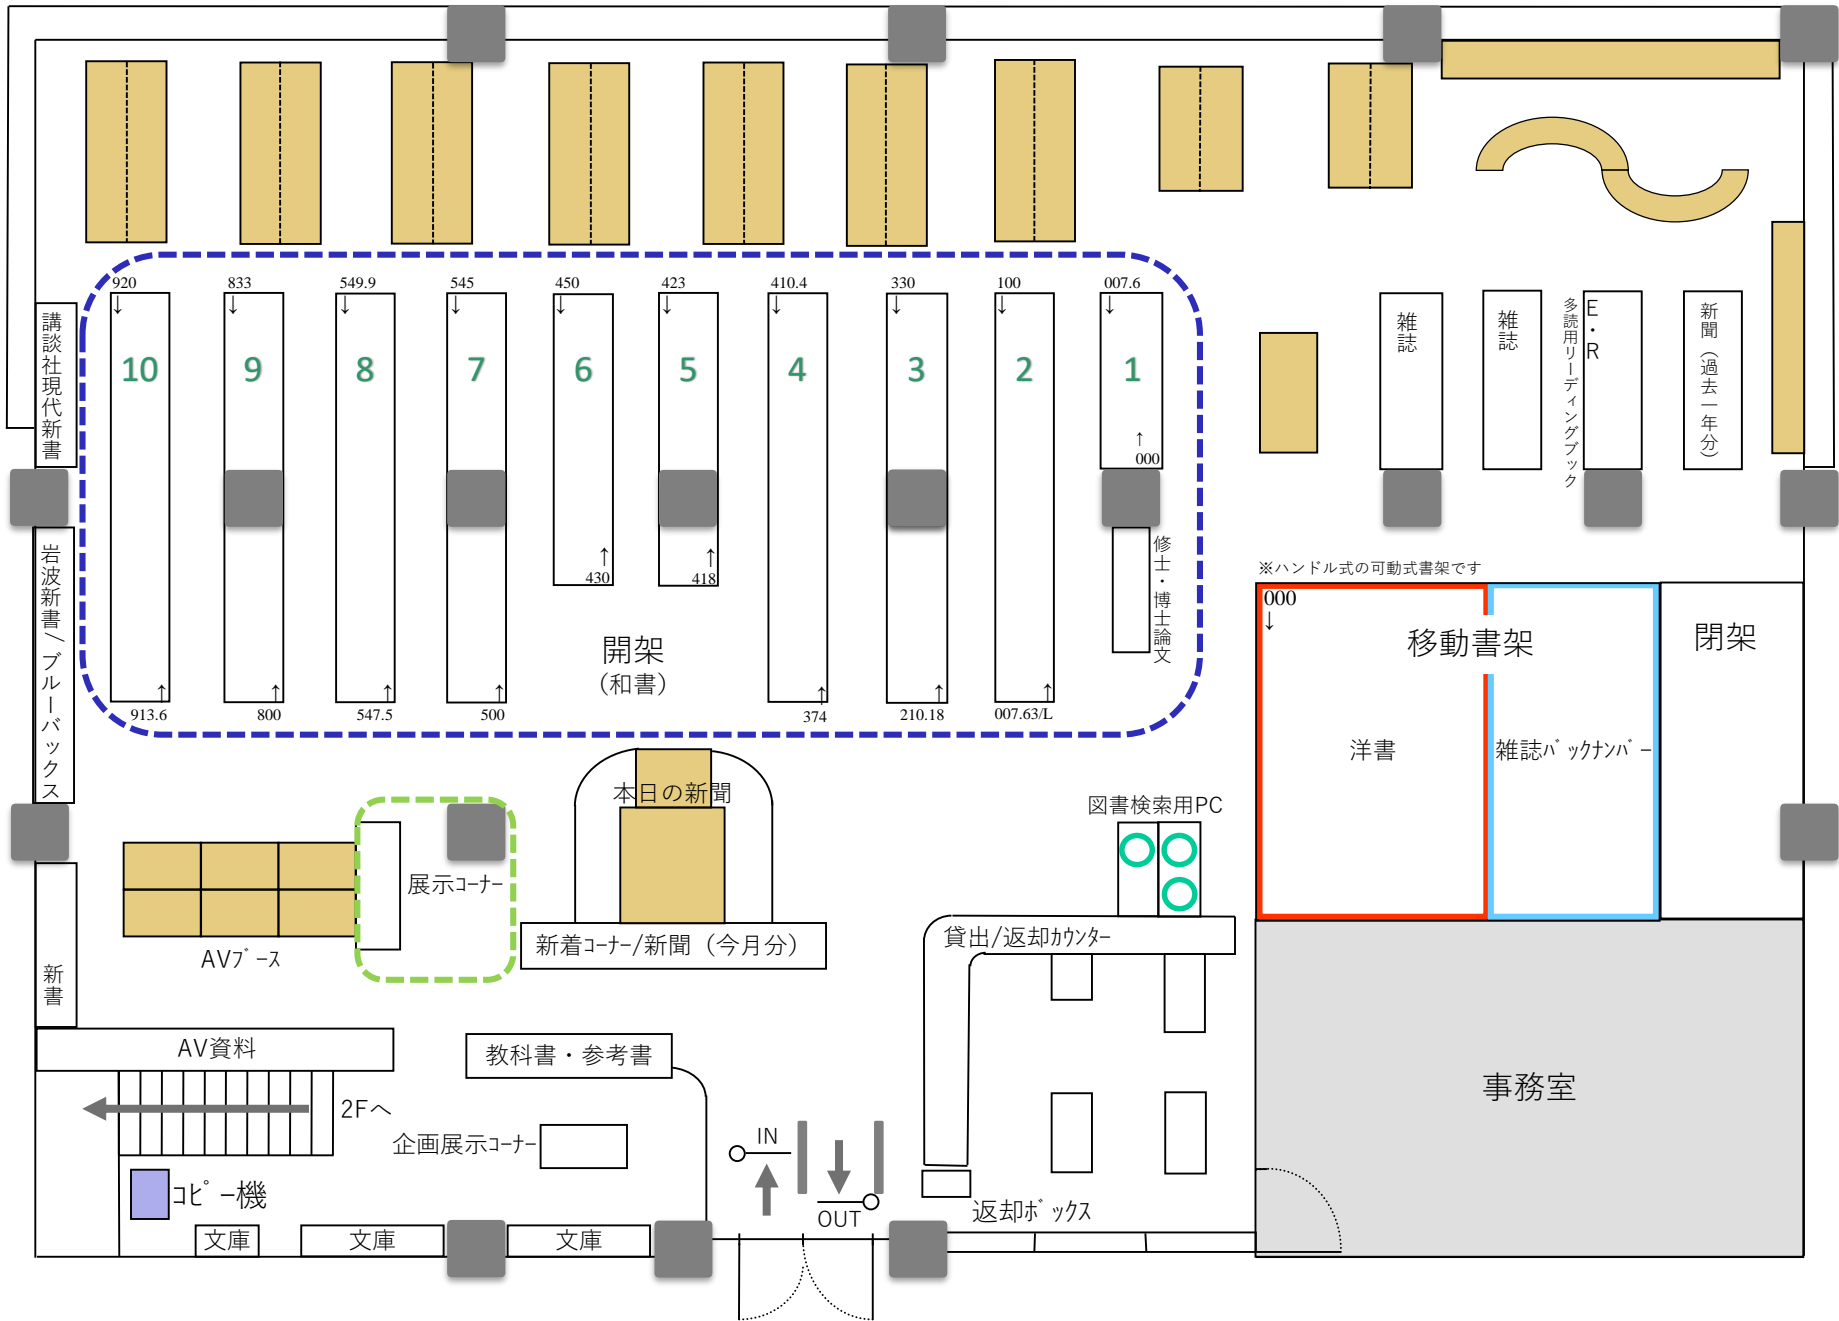 920
833
549.9
545
450
423
410.4
330
100
007.6
↓
↓
↓
↓
↓
↓
↓
↓
↓
↓
10
9
8
7
6
5
4
3
2
1
↑
000
講談社現代新書
雑誌
雑誌
多読用リーディングブック
E・R
新聞（過去一年分）
岩波新書/ブルーバックス
↑
430
↑
418
修士・博士論文
開架
（和書）
↑
913.6
↑
800
↑
547.5
↑
500
↑
374
↑
210.18
↑
007.63/L
※ハンドル式の可動式書架です
000
↓
移動書架
閉架
洋書
雑誌ﾊﾞｯｸﾅﾝﾊﾞｰ
本日の新聞
図書検索用PC
展示ｺｰﾅｰ
AVﾌﾞｰｽ
新着ｺｰﾅｰ/新聞（今月分）
貸出/返却ｶｳﾝﾀｰ
新書
AV資料
教科書・参考書
2Fへ
企画展示ｺｰﾅｰ
IN
OUT
事務室
ｺﾋﾟｰ機
返却ﾎﾞｯｸｽ
文庫
文庫
文庫